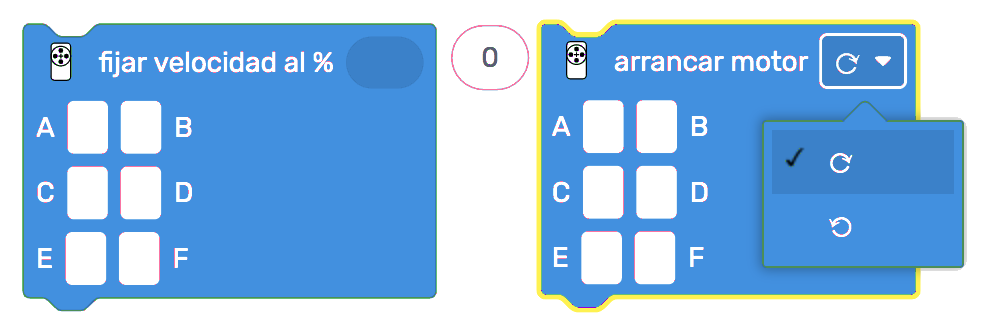 fijar velocidad al %
A B
C D
E F
0
arrancar motor
A B
C D
E F